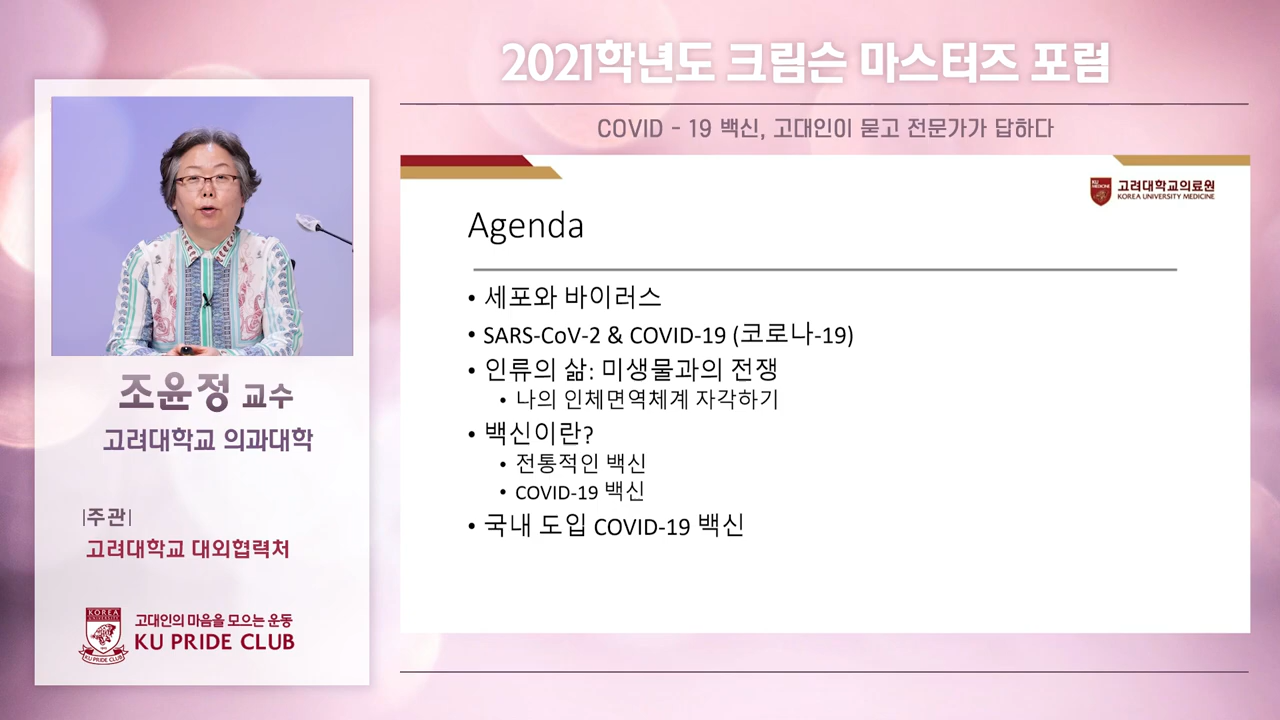 2021학년도 크림슨 마스터즈 포럼
COVID - 19 백신, 고대인이 묻고 전문가가 답하다
조윤정 교수
고려대학교 의과대학
|주관|
고려대학교 대외협력처
KOREA
KU PRIDE CLUB
고대인의 마음을 모으는 운동
KU PRIDE CLUB
KU
MEDICINE
고려대학교의료원
KOREA UNIVERSITY MEDICINE
Agenda
• 세포와 바이러스
• SARS-CoV-2 & COVID-19 (코로나-19)
• 인류의 삶: 미생물과의 전쟁
• 나의 인체면역체계 자각하기
• 백신이란?
• 전통적인 백신
• COVID-19 백신
• 국내 도입 COVID-19 백신